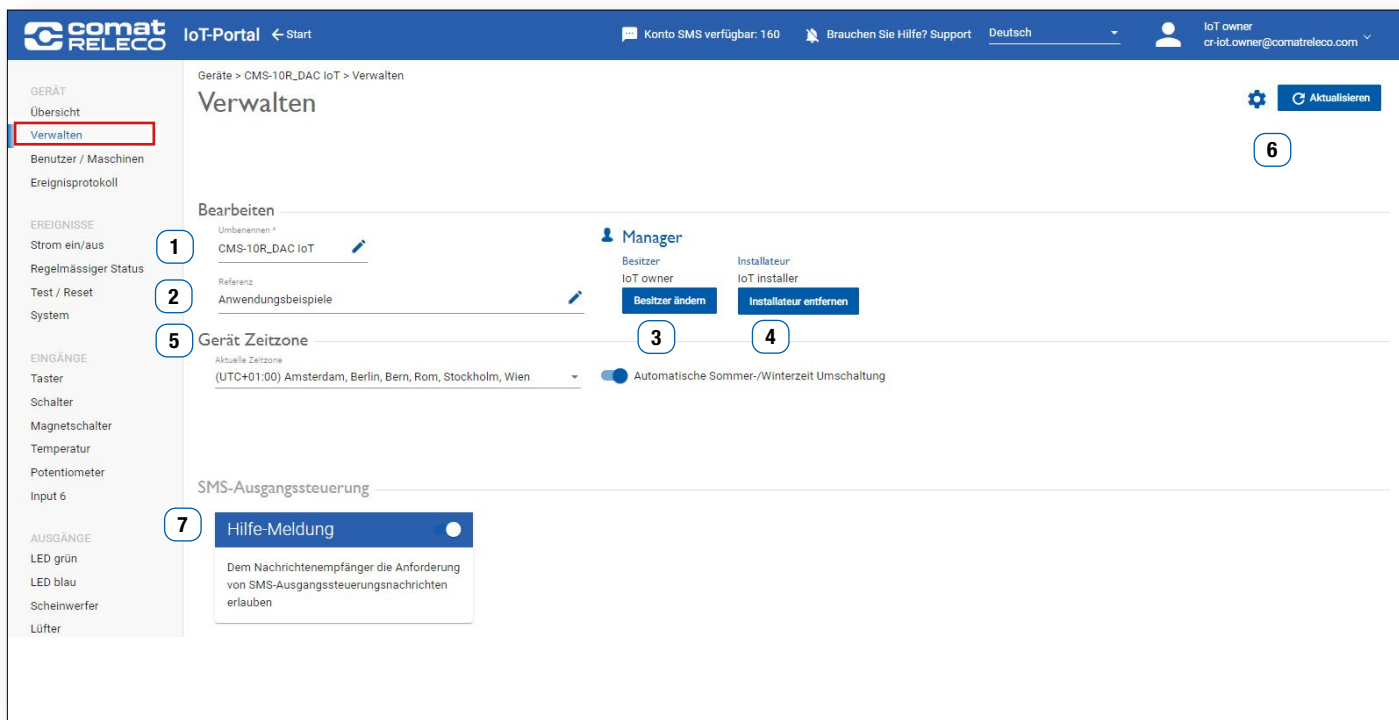 comat
RELECO
IoT-Portal ← Start
Konto SMS verfügbar: 160
Brauchen Sie Hilfe? Support
Deutsch
IoT owner
cr-iot.owner@comatreleco.com
GERÄT
Übersicht
Verwalten
Benutzer / Maschinen
Ereignisprotokoll
EREIGNISSE
Strom ein/aus
Regelmässiger Status
Test / Reset
System
EINGÄNGE
Taster
Schalter
Magnetschalter
Temperatur
Potentiometer
Input 6
AUSGÄNGE
LED grün
LED blau
Scheinwerfer
Lüfter
Geräte > CMS-10R_DAC IoT > Verwalten
Verwalten
Aktualisieren
6
Bearbeiten
1
Umbenennen *
CMS-10R_DAC IoT
2
Referenz
Anwendungsbeispiele
Manager
Besitzer
IoT owner
Besitzer ändern
3
Installateur
IoT installer
Installateur entfernen
4
5
Gerät Zeitzone
Aktuelle Zeitzone
(UTC+01:00) Amsterdam, Berlin, Bern, Rom, Stockholm, Wien
Automatische Sommer-/Winterzeit Umschaltung
SMS-Ausgangssteuerung
7
Hilfe-Meldung
Dem Nachrichtenempfänger die Anforderung
von SMS-Ausgangssteuerungsnachrichten
erlauben